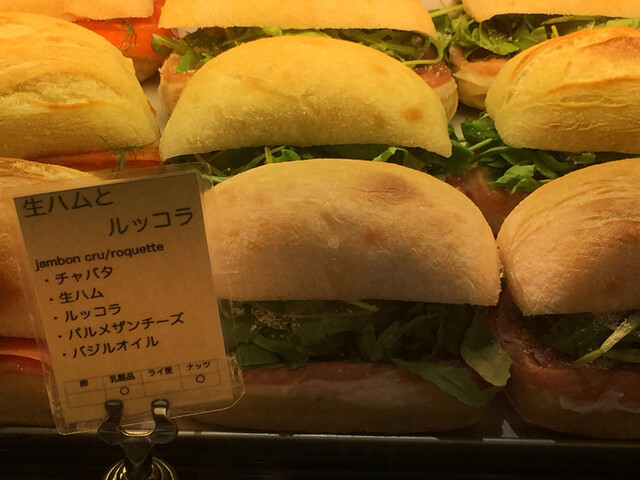 生ハムと
ルッコラ
jambon cru/roquette
・チャバタ
・生ハム
・ルッコラ
・パルメザンチーズ
・バジルオイル
卵 乳製品 ライ麦 ナッツ
○ ○